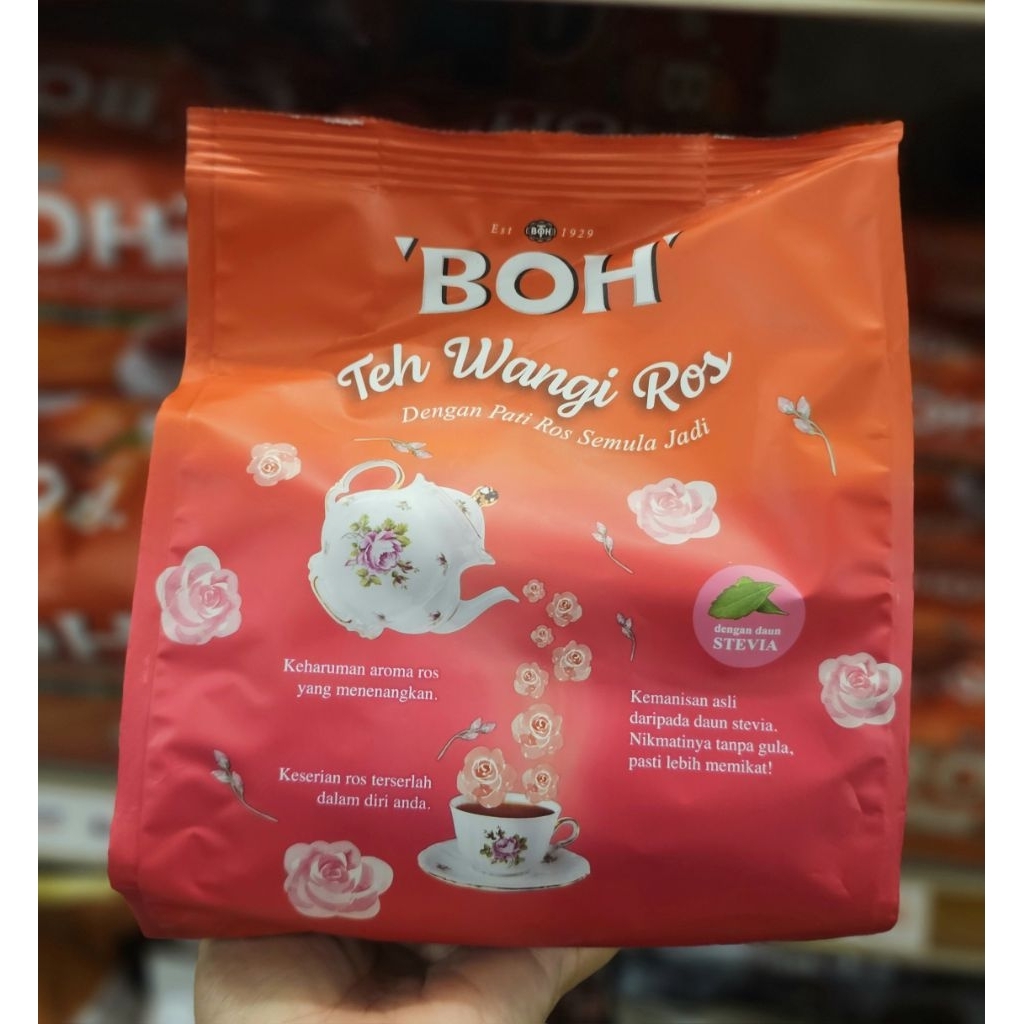 Est BOH 1929
'BOH'
Teh Wangi Ros
Dengan Pati Ros Semula Jadi
dengan daun
STEVIA
Keharuman aroma ros
yang menenangkan.
Kemanisan asli
daripada daun stevia.
Nikmatinya tanpa gula,
pasti lebih memikat!
Keserian ros terserlah
dalam diri anda.